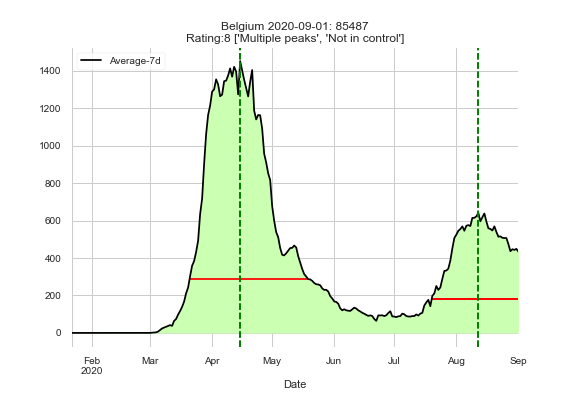 Belgium 2020-09-01: 85487
Rating:8 ['Multiple peaks', 'Not in control']
Average-7d
1400
1200
1000
800
600
400
200
0
Feb Mar Apr May Jun Jul Aug Sep
2020
Date